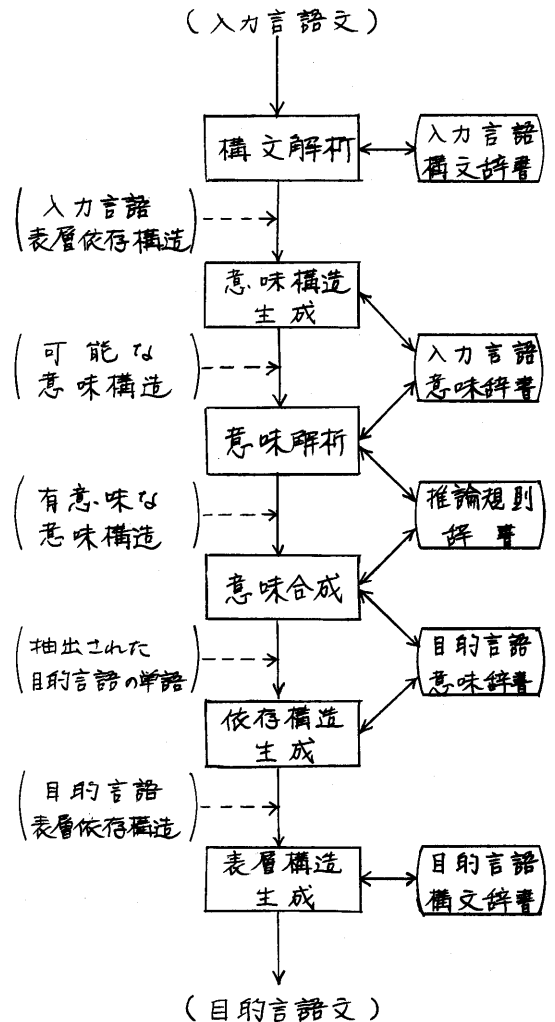 (入力言語文)
構文解析
入力言語
構文辞書
入力言語
表層依存構造
意味構造
生成
可能な
意味構造
入力言語
意味辞書
意味解析
有意味な
意味構造
推論規則
辞書
意味合成
抽出された
目的言語の単語
目的言語
意味辞書
依存構造
生成
目的言語
表層依存構造
表層構造
生成
目的言語
構文辞書
(目的言語文)